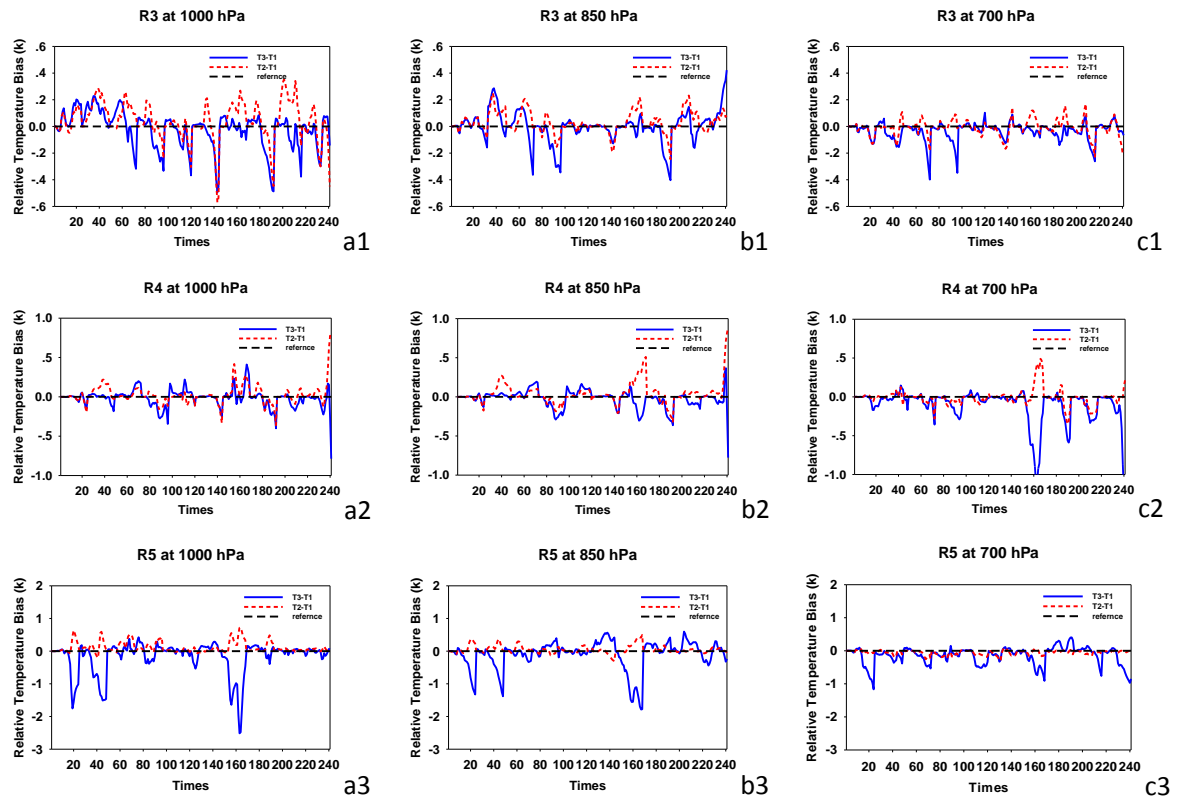 R3 at 1000 hPa
Relative Temperature Bias (k)
.6
.4
.2
0.0
-.2
-.4
-.6
T3-T1
T2-T1
refernce
20 40 60 80 100 120 140 160 180 200 220 240
Times
a1
R3 at 850 hPa
Relative Temperature Bias (k)
.6
.4
.2
0.0
-.2
-.4
-.6
T3-T1
T2-T1
refernce
20 40 60 80 100 120 140 160 180 200 220 240
Times
b1
R3 at 700 hPa
Relative Temperature Bias (k)
.6
.4
.2
0.0
-.2
-.4
-.6
T3-T1
T2-T1
refernce
20 40 60 80 100 120 140 160 180 200 220 240
Times
c1
R4 at 1000 hPa
Relative Temperature Bias (k)
1.0
.5
0.0
-.5
-1.0
T3-T1
T2-T1
refernce
20 40 60 80 100 120 140 160 180 200 220 240
Times
a2
R4 at 850 hPa
Relative Temperature Bias (k)
1.0
.5
0.0
-.5
-1.0
T3-T1
T2-T1
refernce
20 40 60 80 100 120 140 160 180 200 220 240
Times
b2
R4 at 700 hPa
Relative Temperature Bias (k)
1.0
.5
0.0
-.5
-1.0
T3-T1
T2-T1
refernce
20 40 60 80 100 120 140 160 180 200 220 240
Times
c2
R5 at 1000 hPa
Relative Temperature Bias (k)
2
1
0
-1
-2
-3
T3-T1
T2-T1
refernce
20 40 60 80 100 120 140 160 180 200 220 240
Times
a3
R5 at 850 hPa
Relative Temperature Bias (k)
2
1
0
-1
-2
-3
T3-T1
T2-T1
refernce
20 40 60 80 100 120 140 160 180 200 220 240
Times
b3
R5 at 700 hPa
Relative Temperature Bias (k)
2
1
0
-1
-2
-3
T3-T1
T2-T1
refernce
20 40 60 80 100 120 140 160 180 200 220 240
Times
c3